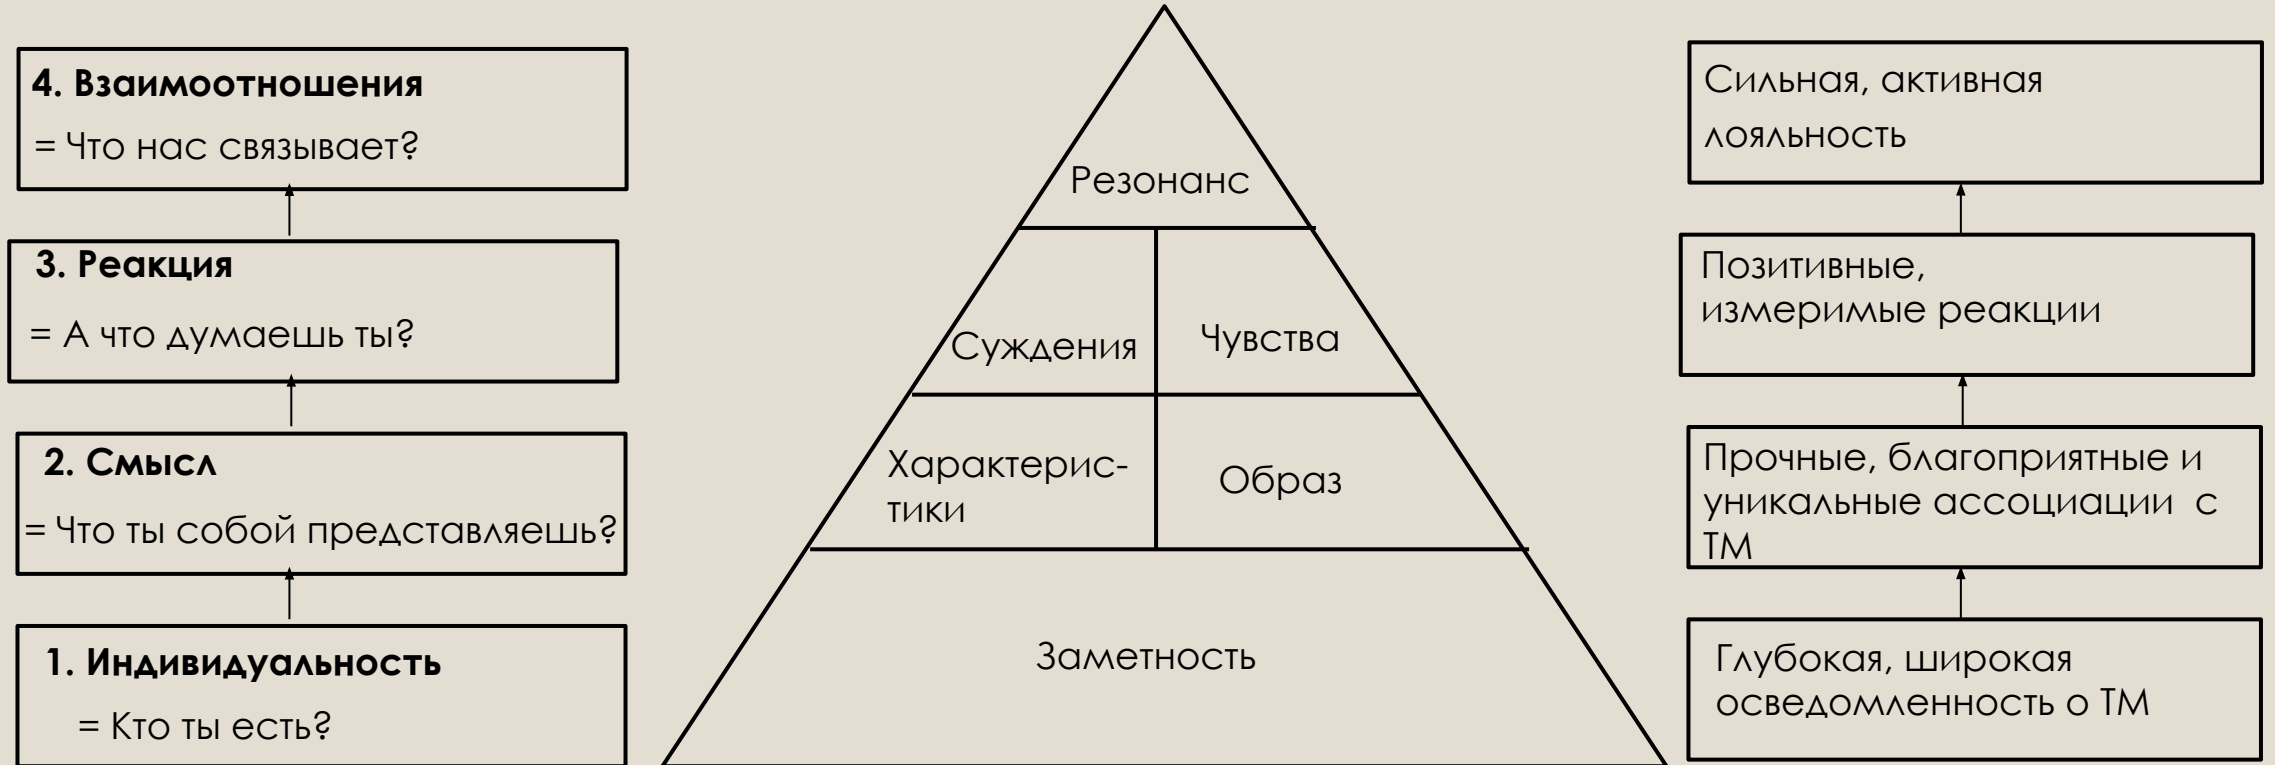 4. Взаимоотношения
= Что нас связывает?
3. Реакция
= А что думаешь ты?
2. Смысл
= Что ты собой представляешь?
1. Индивидуальность
= Кто ты есть?
Резонанс
Суждения
Чувства
Характерис-
тики
Образ
Заметность
Сильная, активная
лояльность
Позитивные,
измеримые реакции
Прочные, благоприятные и
уникальные ассоциации с
ТМ
Глубокая, широкая
осведомленность о ТМ